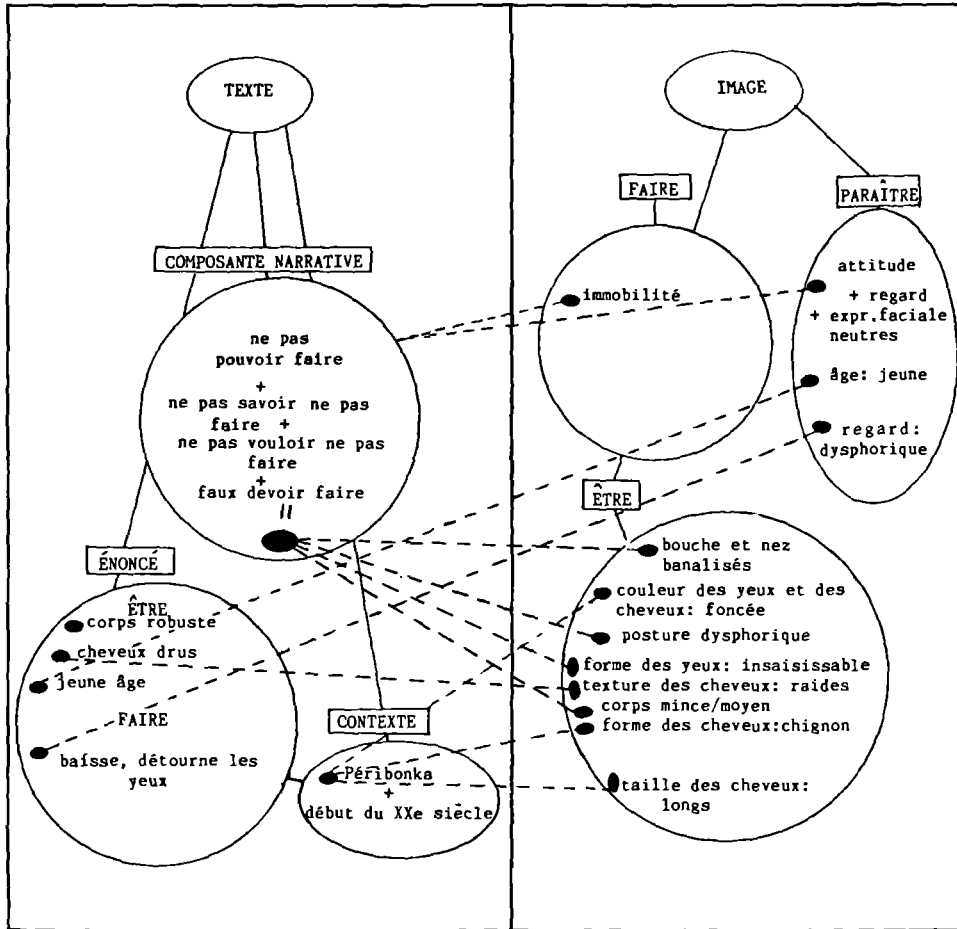 TEXTE
COMPOSANTE NARRATIVE
ne pas
pouvoir faire
+
ne pas savoir ne pas
faire +
ne pas vouloir ne pas
faire
+
faux devoir faire
=
ÉNONCÉ
ÊTRE
corps robuste
cheveux drus
jeune âge
FAIRE
baisse, détourne les
yeux
CONTEXTE
Péribonka
+
début du XXe siècle
IMAGE
FAIRE
immobilité
PARAÎTRE
attitude
+ regard
+ expr.faciale
neutres
âge: jeune
regard:
dysphorique
ÊTRE
bouche et nez
banalisés
couleur des yeux et des
cheveux: foncée
posture dysphorique
forme des yeux: insaisissable
texture des cheveux: raides
corps mince/moyen
forme des cheveux:chignon
taille des cheveux:
longs